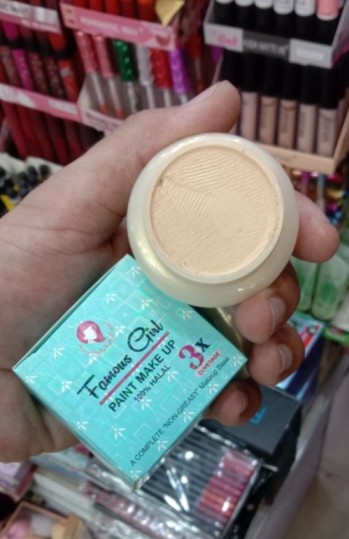 Famous Girl
PAINT MAKE UP
100% HALAL
3x
COVERAGE
A COMPLETE "NON-GREASY" Makeup Base